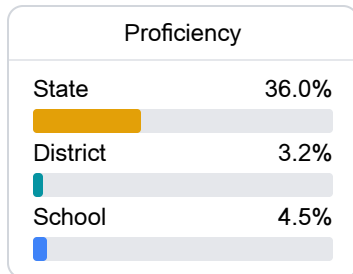 Proficiency
State 36.0%
District 3.2%
School 4.5%